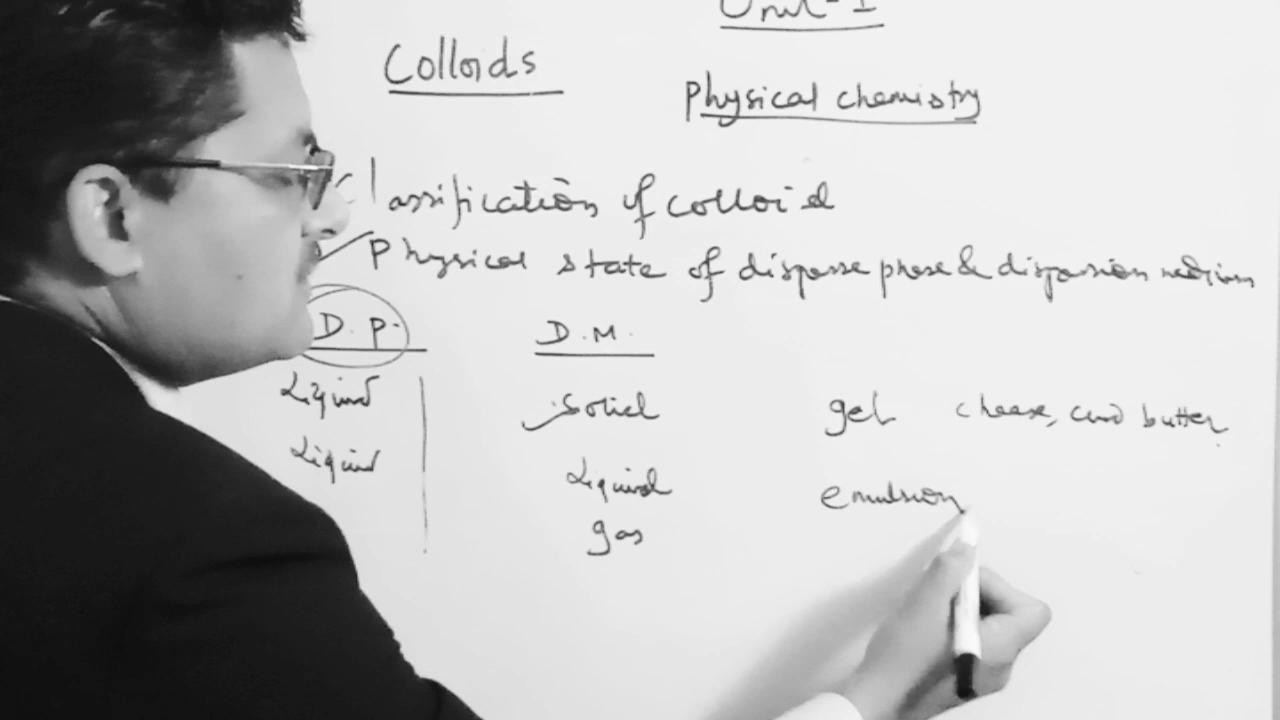 Unit-I
Colloids
Physical chemistry
Classification of colloid
Physical state of disperse phase & dispersion medium
D.P. D.M.
Liquid Solid gel cheese, curd butter
Liquid Liquid emulsion
gas